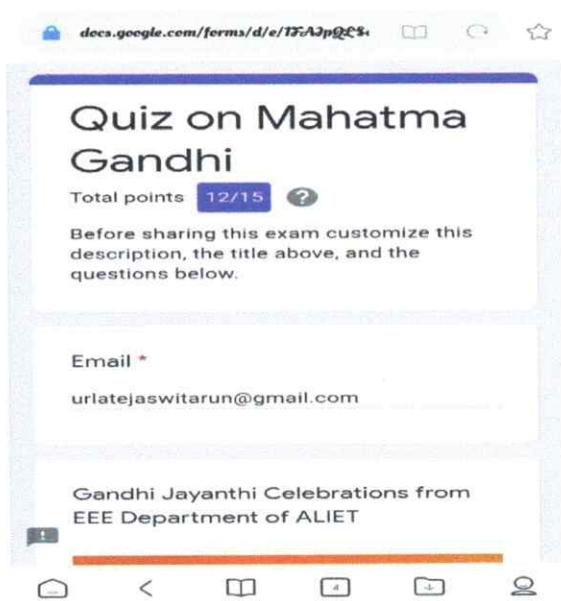 docs.google.com/forms/d/e/
Quiz on Mahatma
Gandhi
Total points 12/15 ?
Before sharing this exam customize this
description, the title above, and the
questions below.
Email *
urlatejaswitarun@gmail.com
Gandhi Jayanthi Celebrations from
EEE Department of ALIET
!
4